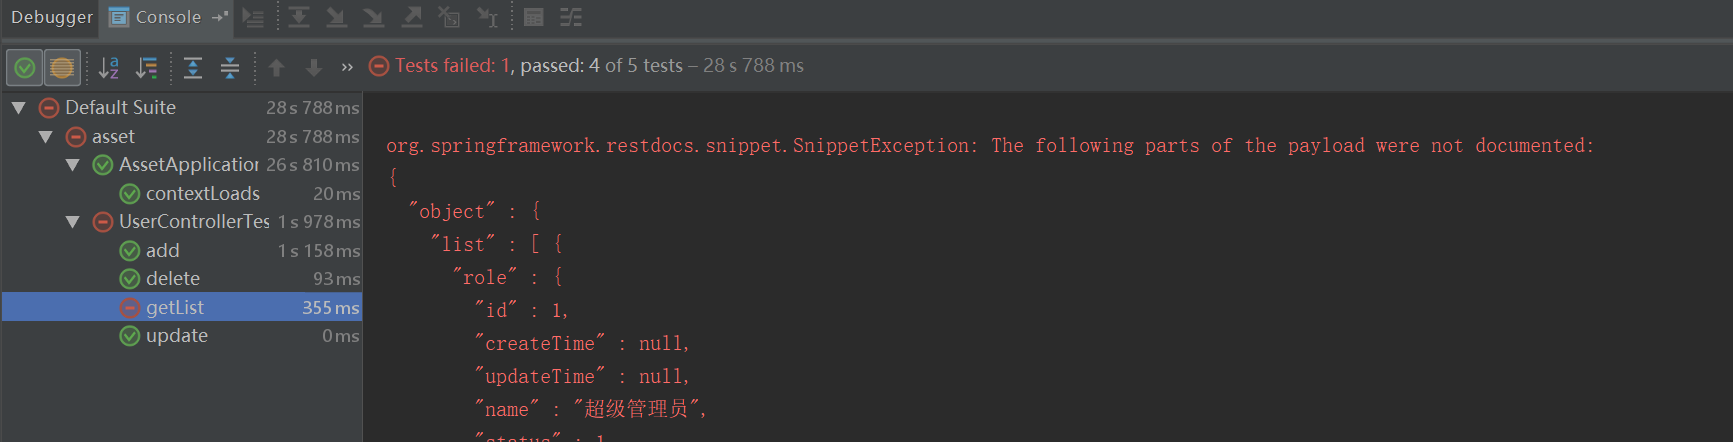 Debugger Console
Tests failed: 1, passed: 4 of 5 tests – 28 s 788 ms
Default Suite 28 s 788 ms
asset 28 s 788 ms
AssetApplication 26 s 810 ms
contextLoads 20 ms
UserControllerTes 1 s 978 ms
add 1 s 158 ms
delete 93 ms
getList 355 ms
update 0 ms
org.springframework.restdocs.snippet.SnippetException: The following parts of the payload were not documented:
{
"object" : {
"list" : [ {
"role" : {
"id" : 1,
"createTime" : null,
"updateTime" : null,
"name" : "超级管理员",
"status" : 1